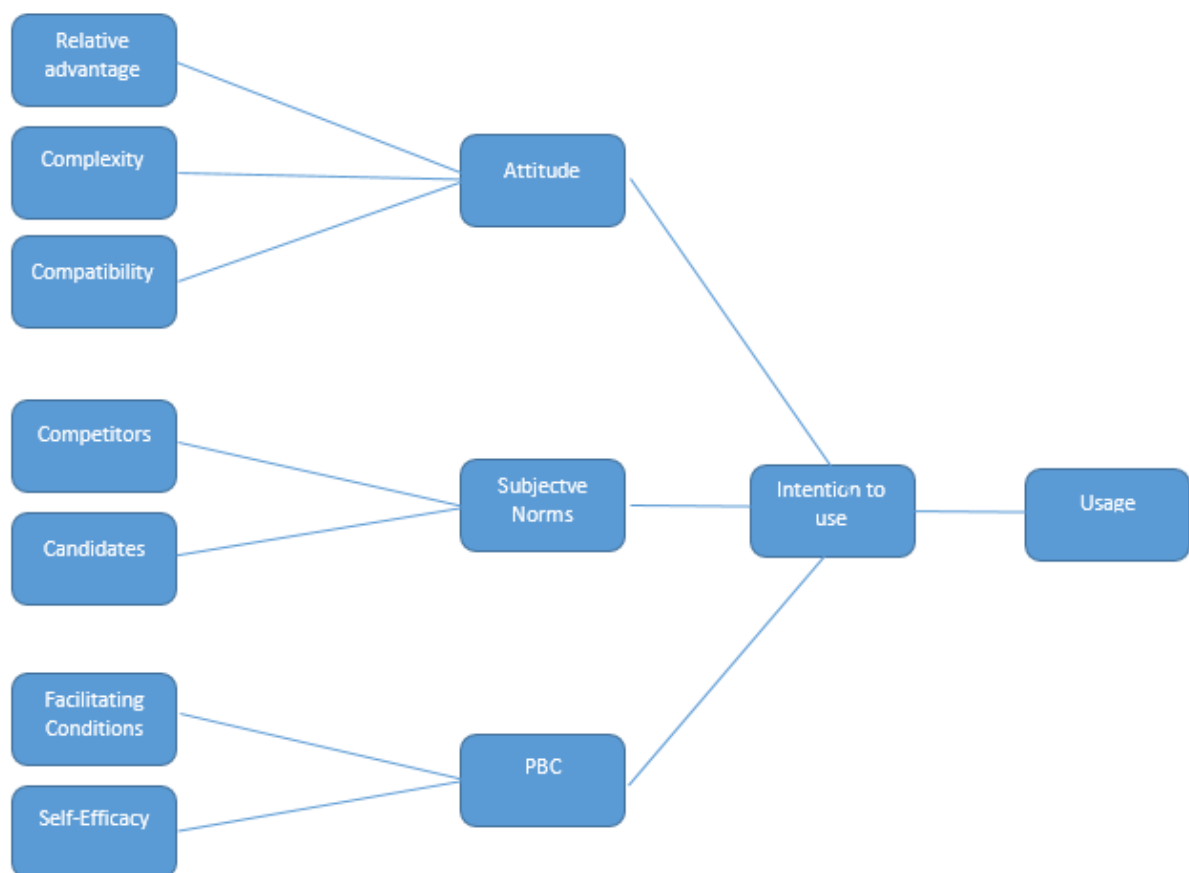 Relative
advantage
Complexity
Compatibility
Attitude
Competitors
Candidates
Subjectve
Norms
Intention to
use
Usage
Facilitating
Conditions
Self-Efficacy
PBC